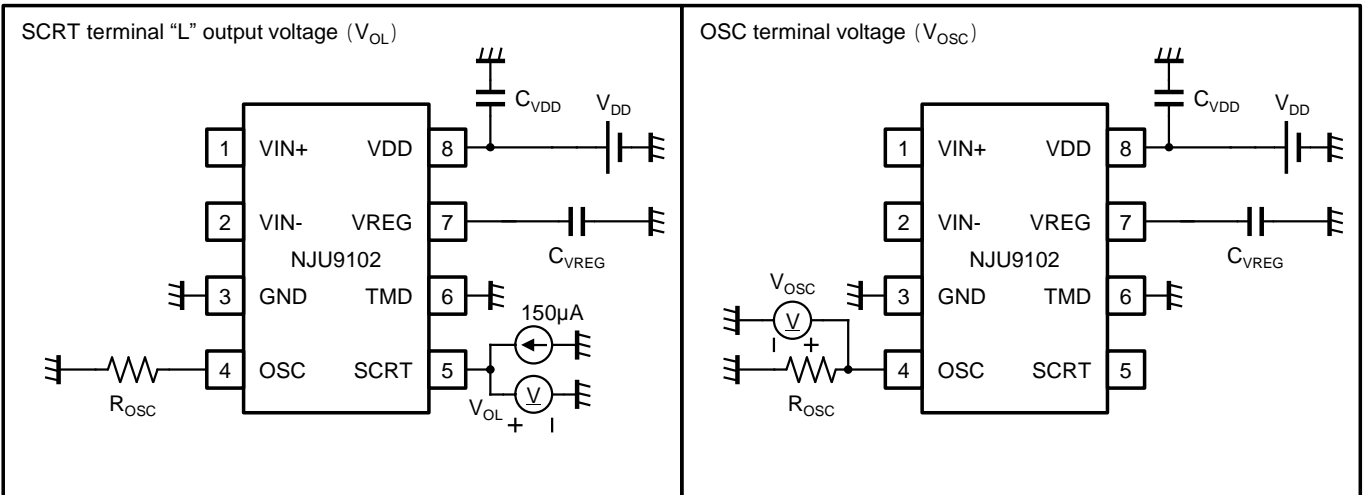 SCRT terminal “L” output voltage (VOL)
CVDD
VDD
1 VIN+ VDD 8
2 VIN- VREG 7
CVREG
NJU9102
3 GND TMD 6
150µA
4 OSC SCRT 5
ROSC
V
VOL
+ −
OSC terminal voltage (VOSC)
CVDD
VDD
1 VIN+ VDD 8
2 VIN- VREG 7
CVREG
NJU9102
VOSC
3 GND TMD 6
V
− +
4 OSC SCRT 5
ROSC